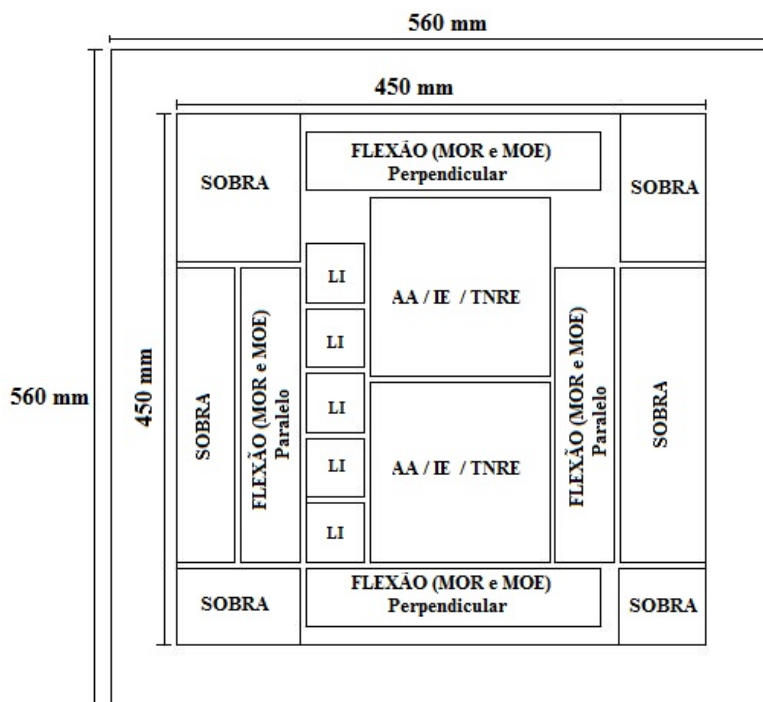 560 mm
450 mm
FLEXÃO (MOR e MOE)
Perpendicular
SOBRA
SOBRA
LI
AA / IE / TNRE
560 mm
450 mm
SOBRA
FLEXÃO (MOR e MOE)
Paralelo
LI
LI
LI
AA / IE / TNRE
FLEXÃO (MOR e MOE)
Paralelo
SOBRA
LI
SOBRA
FLEXÃO (MOR e MOE)
Perpendicular
SOBRA